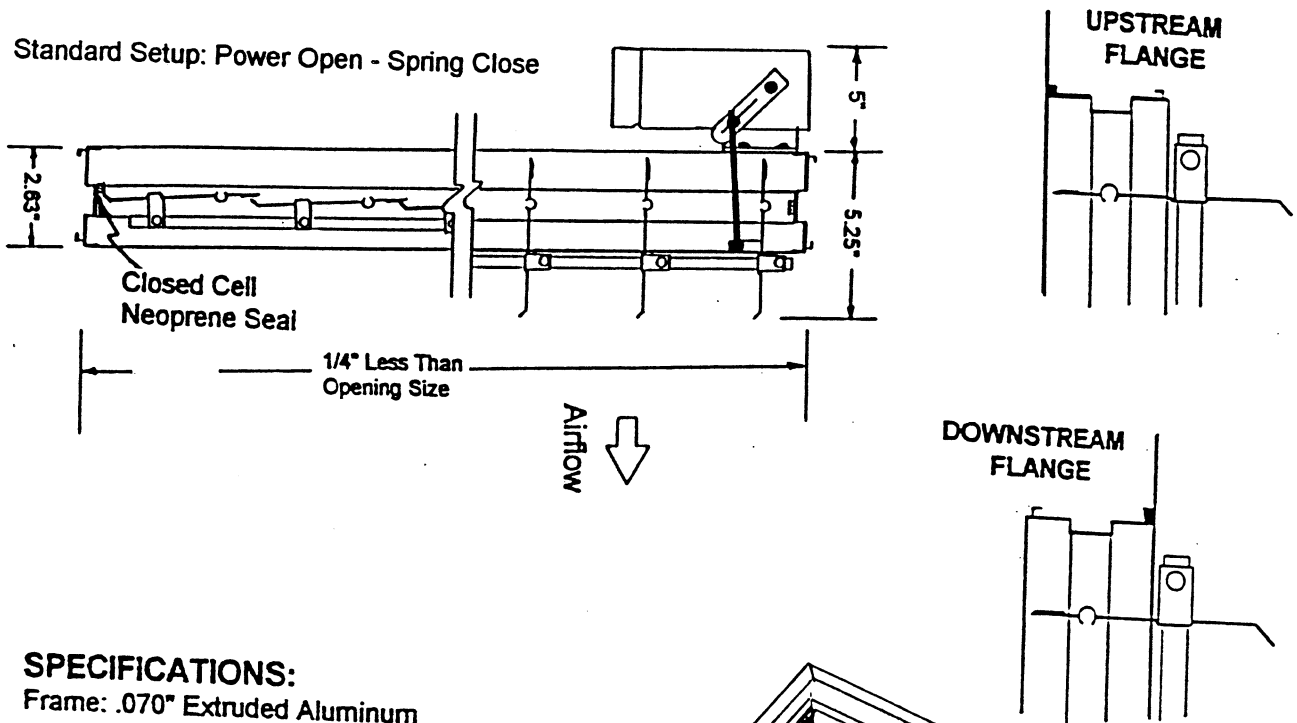 UPSTREAM
FLANGE
Standard Setup: Power Open - Spring Close
5"
2.63"
5.25"
Closed Cell
Neoprene Seal
1/4" Less Than
Opening Size
Airflow
DOWNSTREAM
FLANGE
SPECIFICATIONS:
Frame: .070" Extruded Aluminum